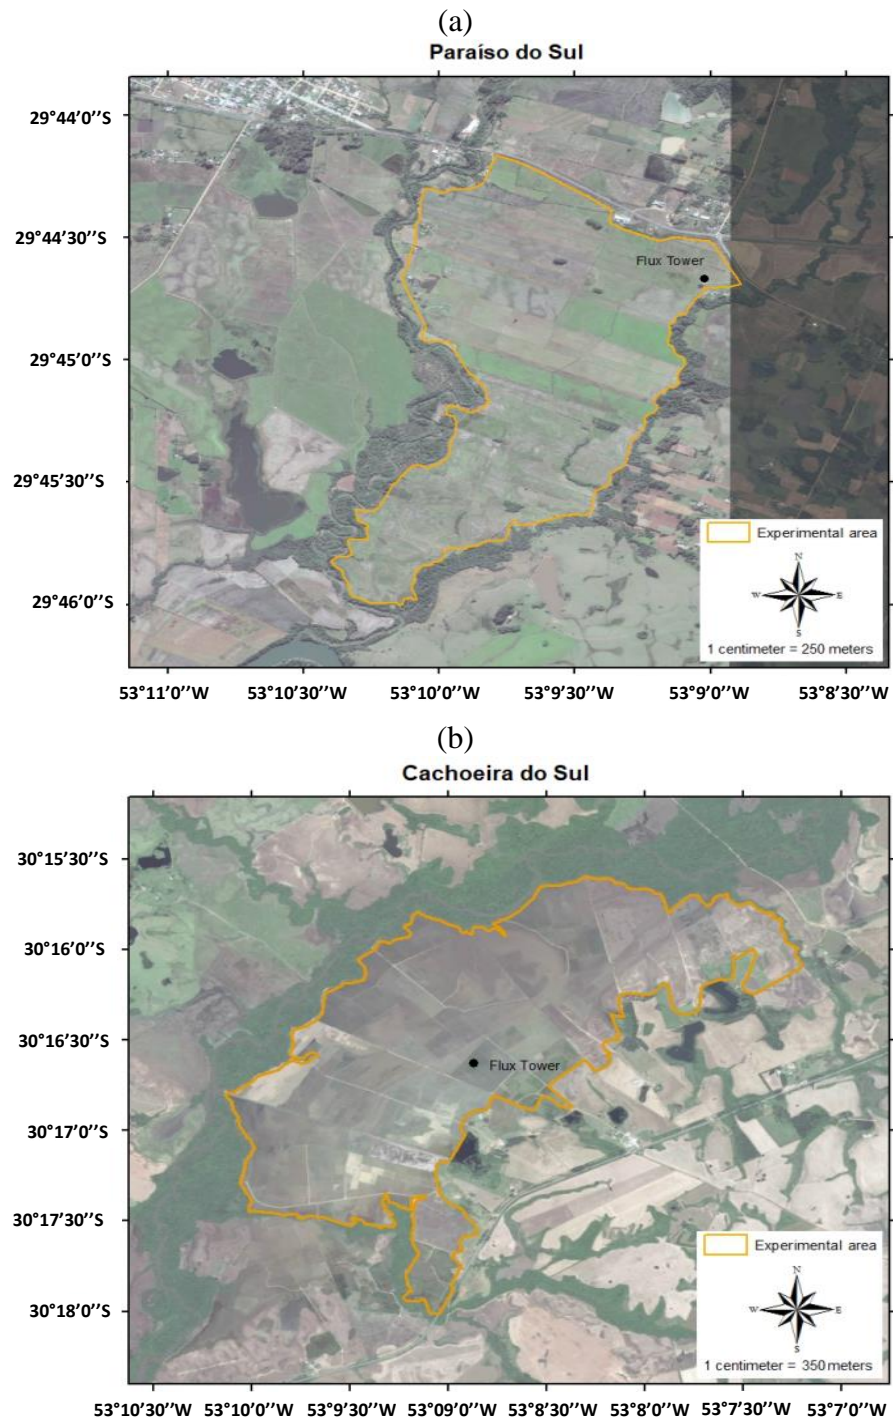 (a)
Paraíso do Sul
29°44'0''S
29°44'30''S
Flux Tower
29°45'0''S
29°45'30''S
Experimental area
N
W E
S
29°46'0''S
1 centimeter = 250 meters
53°11'0''W 53°10'30''W 53°10'0''W 53°9'30''W 53°9'0''W 53°8'30''W
(b)
Cachoeira do Sul
30°15'30''S
30°16'0''S
30°16'30''S
Flux Tower
30°17'0''S
30°17'30''S
Experimental area
N
W E
S
30°18'0''S
1 centimeter = 350 meters
53°10'30''W 53°10'0''W 53°9'30''W 53°09'0''W 53°8'30''W 53°8'0''W 53°7'30''W 53°7'0''W